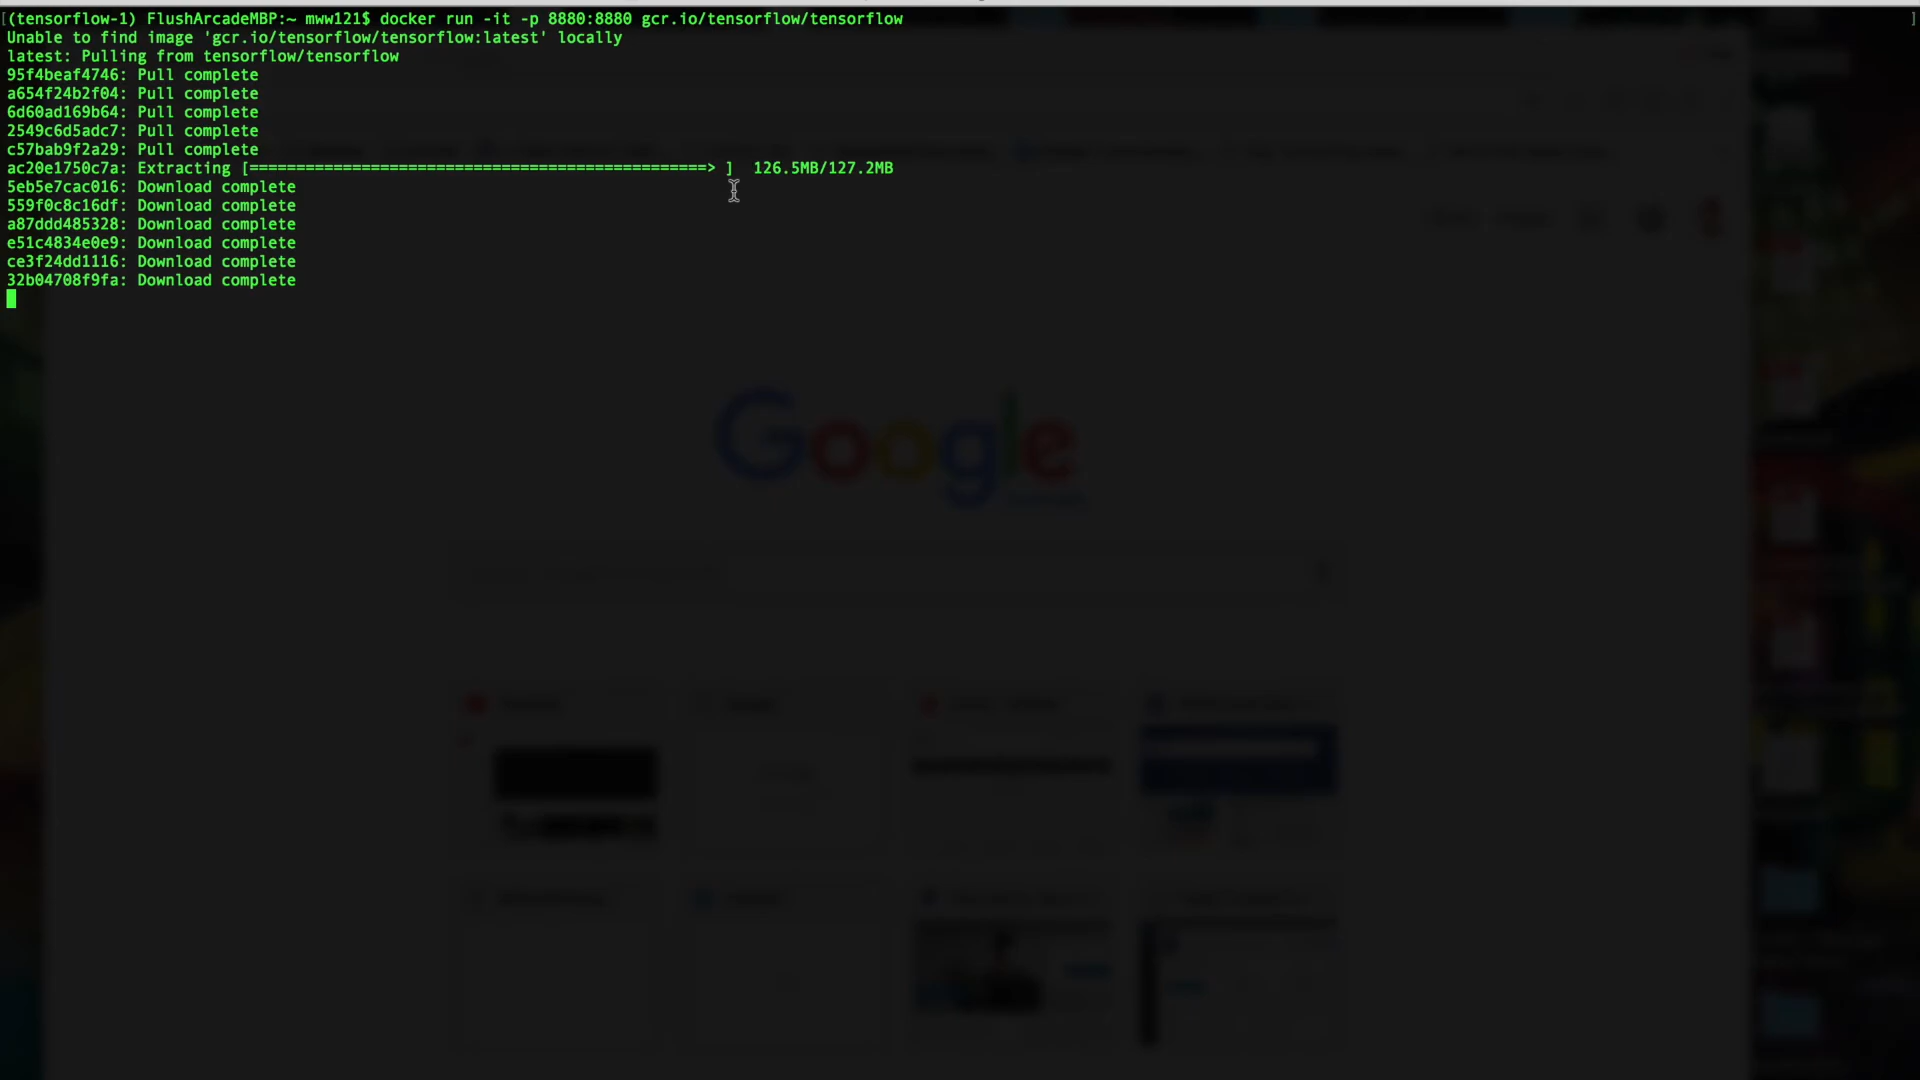 [(tensorflow-1) FlushArcadeMBP:~ mww121$ docker run -it -p 8880:8880 gcr.io/tensorflow/tensorflow ]
Unable to find image 'gcr.io/tensorflow/tensorflow:latest' locally
latest: Pulling from tensorflow/tensorflow
95f4beaf4746: Pull complete
a654f24b2f04: Pull complete
6d60ad169b64: Pull complete
2549c6d5adc7: Pull complete
c57bab9f2a29: Pull complete
ac20e1750c7a: Extracting [=================================================> ] 126.5MB/127.2MB
5eb5e7cac016: Download complete
559f0c8c16df: Download complete
a87ddd485328: Download complete
e51c4834e0e9: Download complete
ce3f24dd1116: Download complete
32b04708f9fa: Download complete
Google